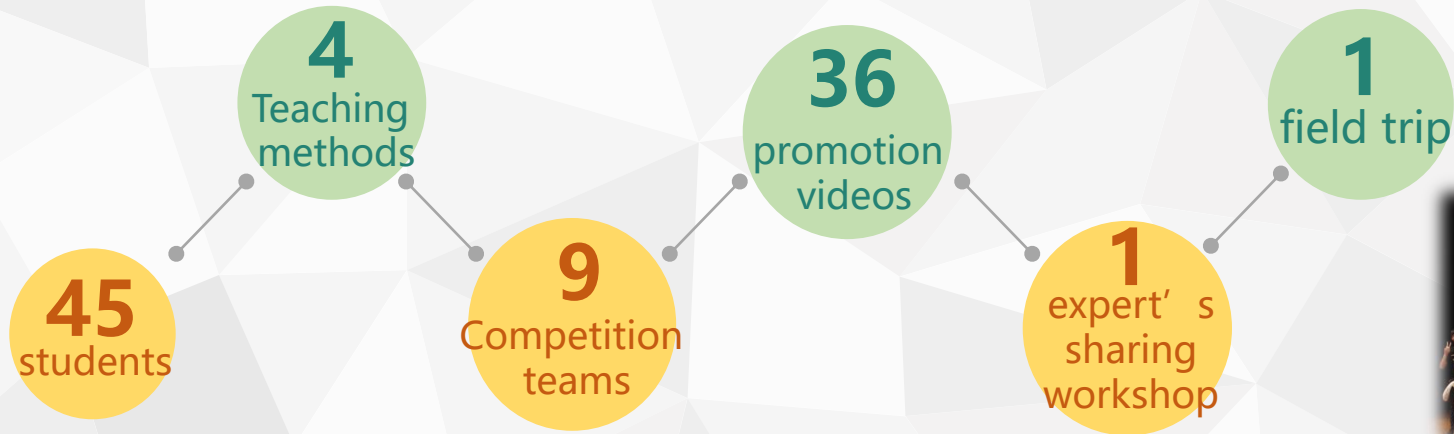 45
students
4
Teaching
methods
9
Competition
teams
36
promotion
videos
1
expert’ s
sharing
workshop
1
field trip